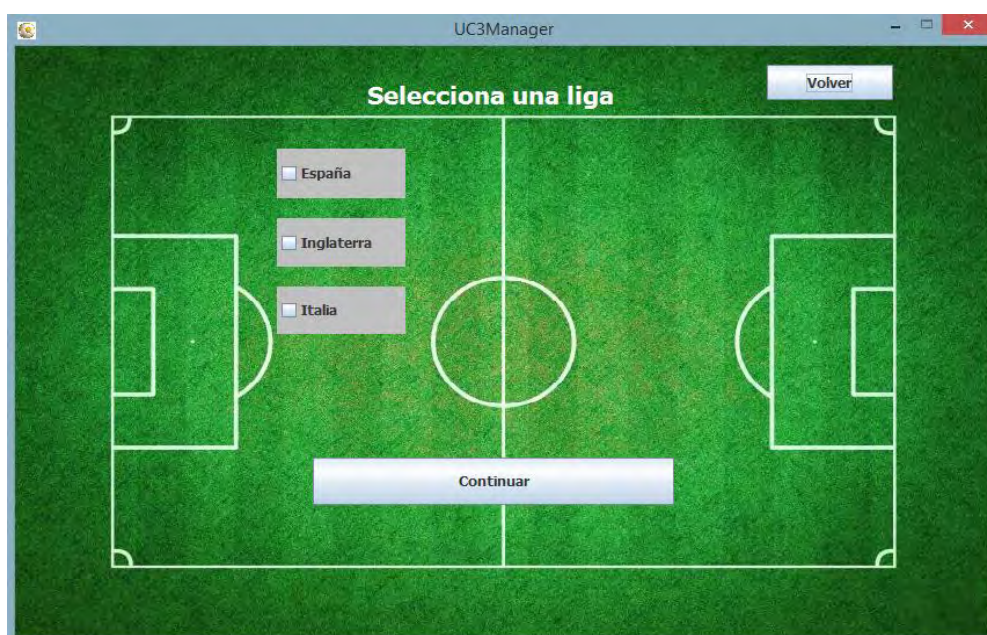 UC3Manager
Volver
Selecciona una liga
España
Inglaterra
Italia
Continuar